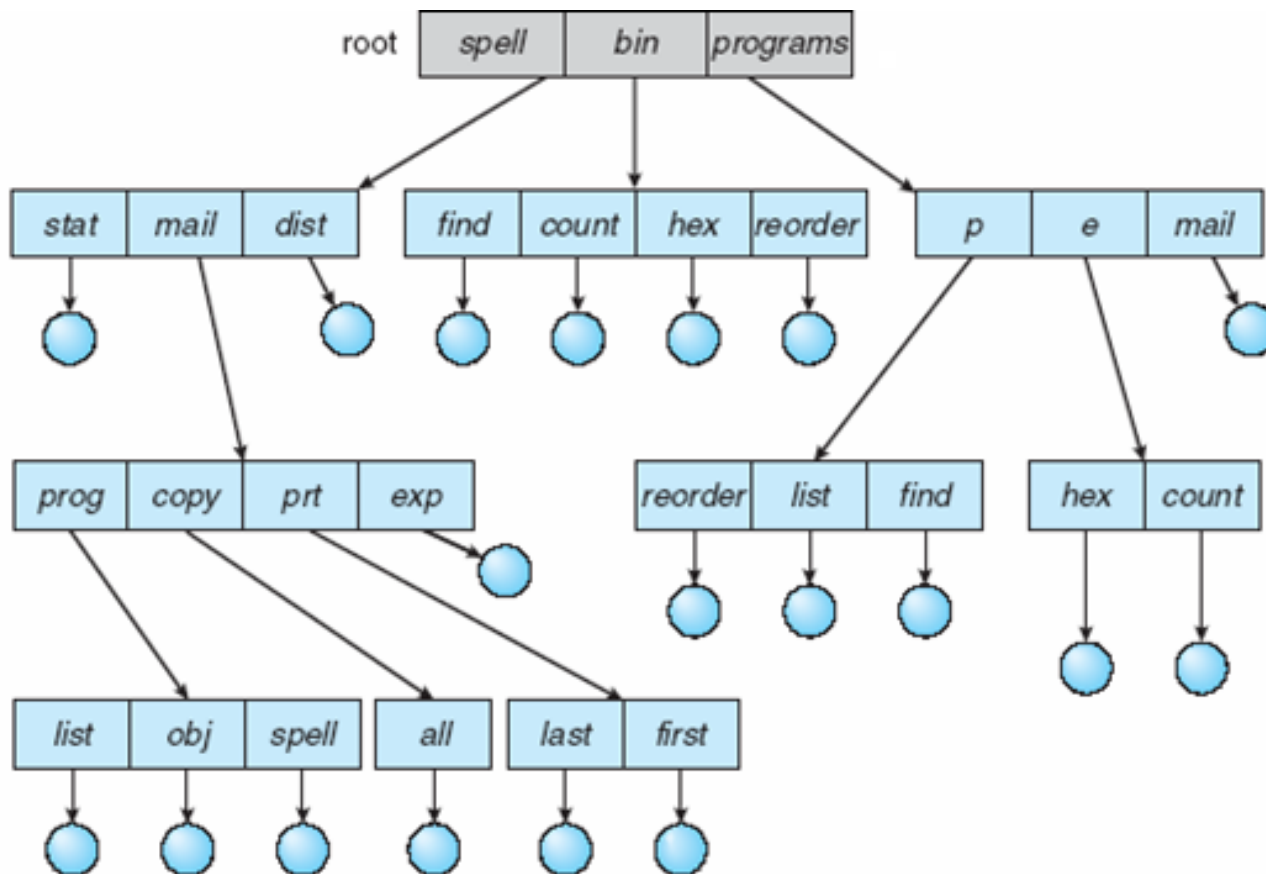 root spell bin programs
stat mail dist find count hex reorder p e mail
prog copy prt exp reorder list find hex count
list obj spell all last first